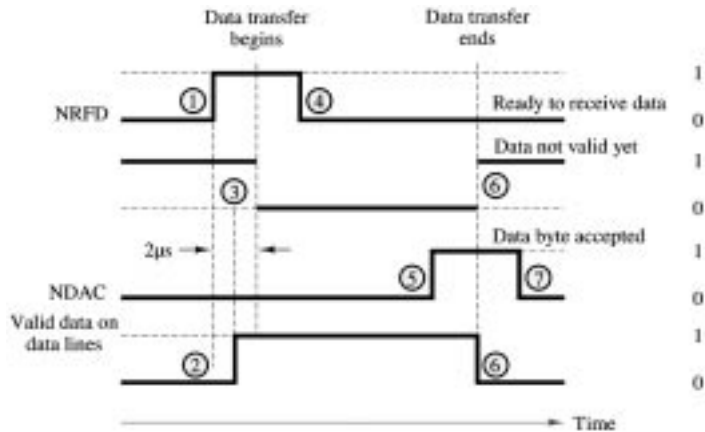 Data transfer
begins
Data transfer
ends
1
① ④ Ready to receive data
NRFD
0
Data not valid yet
1
③ ⑥
0
Data byte accepted
2μs
1
⑤ ⑦
NDAC
0
Valid data on
data lines
1
② ⑥
0
Time